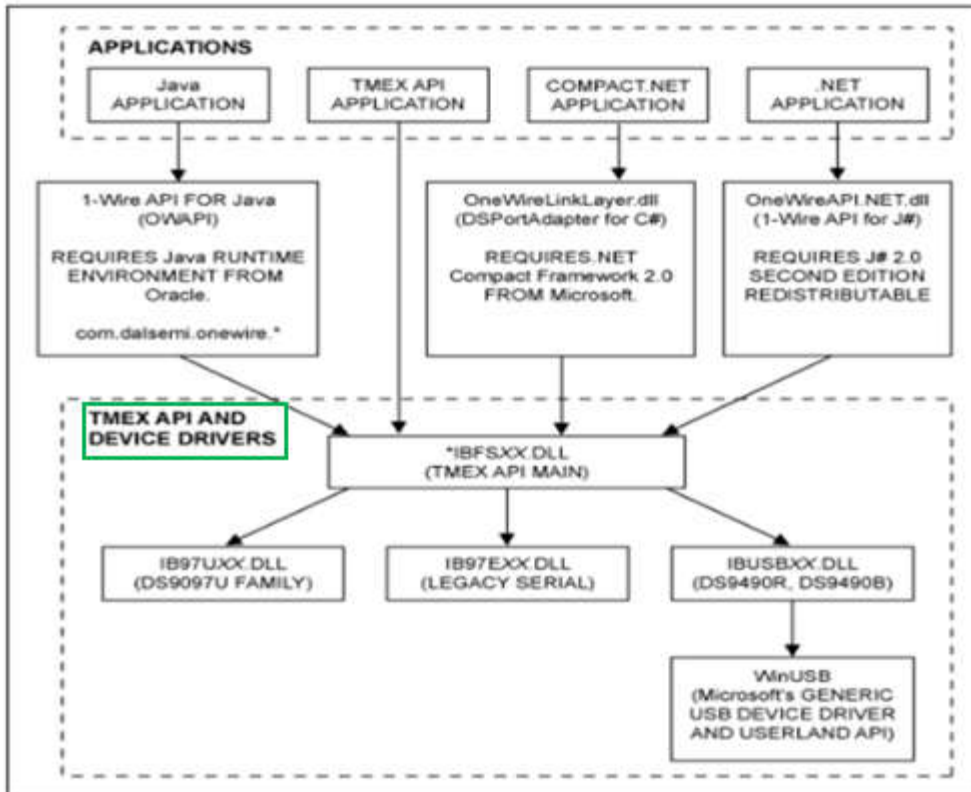 APPLICATIONS
Java
APPLICATION
TMEX API
APPLICATION
COMPACT.NET
APPLICATION
.NET
APPLICATION
1-Wire API FOR Java
(OWAPI)
REQUIRES Java RUNTIME
ENVIRONMENT FROM
Oracle.
com.dalsemi.onewire.*
OneWireLinkLayer.dll
(DSPortAdapter for C#)
REQUIRES.NET
Compact Framework 2.0
FROM Microsoft.
OneWireAPI.NET.dll
(1-Wire API for J#)
REQUIRES J# 2.0
SECOND EDITION
REDISTRIBUTABLE
TMEX API AND
DEVICE DRIVERS
*IBFSXX.DLL
(TMEX API MAIN)
IB97UXX.DLL
(DS9097U FAMILY)
IB97EXX.DLL
(LEGACY SERIAL)
IBUSBXX.DLL
(DS9490R, DS9490B)
WinUSB
(Microsoft's GENERIC
USB DEVICE DRIVER
AND USERLAND API)